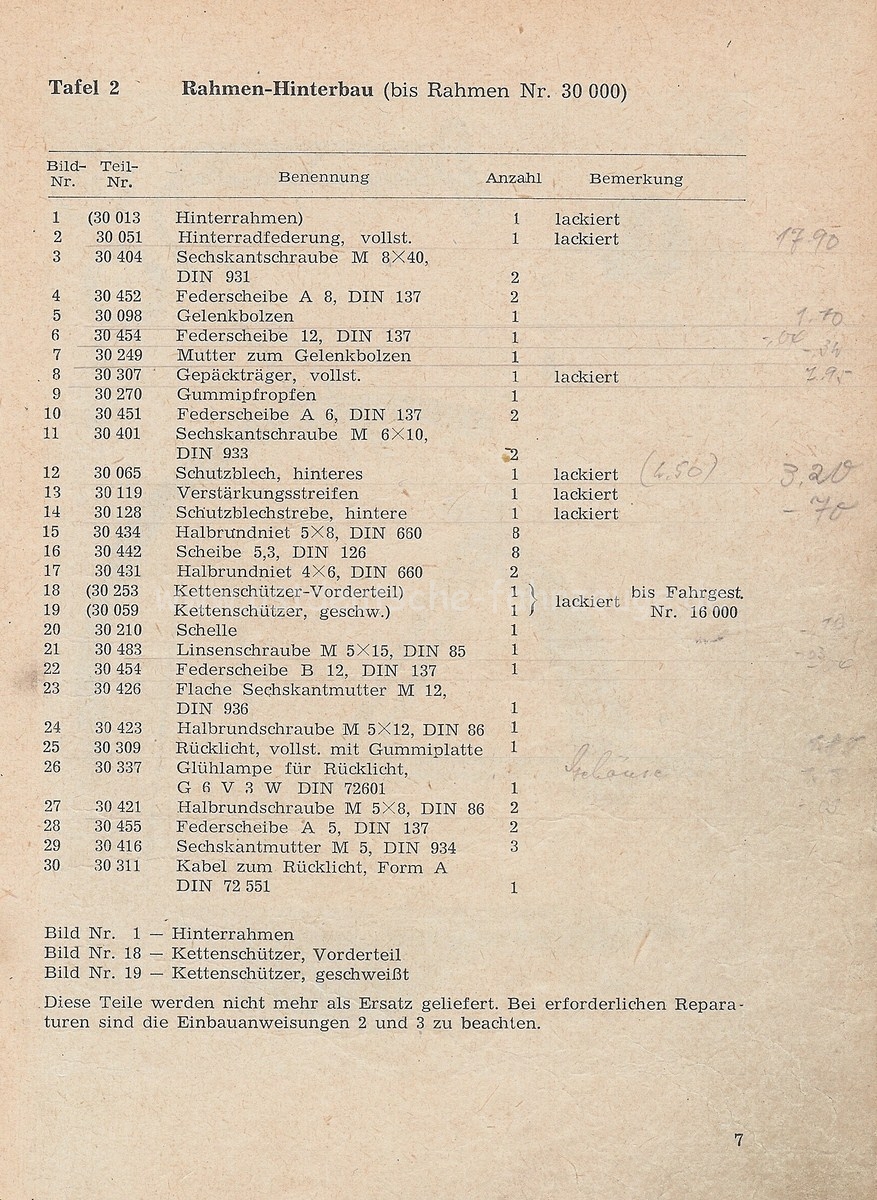 Tafel 2 Rahmen-Hinterbau (bis Rahmen Nr. 30 000)
Bild- Teil-
Nr. Nr. Benennung Anzahl Bemerkung
1 (30 013 Hinterrahmen) 1 lackiert
2 30 051 Hinterradfederung, vollst. 1 lackiert 17.90
3 30 404 Sechskantschraube M 8×40,
DIN 931 2
4 30 452 Federscheibe A 8, DIN 137 2
5 30 098 Gelenkbolzen 1 1.70
6 30 454 Federscheibe 12, DIN 137 1
7 30 249 Mutter zum Gelenkbolzen 1
8 30 307 Gepäckträger, vollst. 1 lackiert
9 30 270 Gummipfropfen 1
10 30 451 Federscheibe A 6, DIN 137 2
11 30 401 Sechskantschraube M 6×10,
DIN 933 2
12 30 065 Schutzblech, hinteres 1 lackiert (4.50) 3.20
13 30 119 Verstärkungsstreifen 1 lackiert
14 30 128 Schutzblechstrebe, hintere 1 lackiert -70
15 30 434 Halbrundniet 5×8, DIN 660 8
16 30 442 Scheibe 5,3, DIN 126 8
17 30 431 Halbrundniet 4×6, DIN 660 2
18 (30 253 Kettenschützer-Vorderteil) 1 } lackiert bis Fahrgest.
19 (30 059 Kettenschützer, geschw.) 1 Nr. 16 000
20 30 210 Schelle 1
21 30 483 Linsenschraube M 5×15, DIN 85 1
22 30 454 Federscheibe B 12, DIN 137 1
23 30 426 Flache Sechskantmutter M 12,
DIN 936 1
24 30 423 Halbrundschraube M 5×12, DIN 86 1
25 30 309 Rücklicht, vollst. mit Gummiplatte 1
26 30 337 Glühlampe für Rücklicht, Gehäuse
G 6 V 3 W DIN 72601 1
27 30 421 Halbrundschraube M 5×8, DIN 86 2
28 30 455 Federscheibe A 5, DIN 137 2
29 30 416 Sechskantmutter M 5, DIN 934 3
30 30 311 Kabel zum Rücklicht, Form A
DIN 72 551 1
Bild Nr. 1 — Hinterrahmen
Bild Nr. 18 — Kettenschützer, Vorderteil
Bild Nr. 19 — Kettenschützer, geschweißt
Diese Teile werden nicht mehr als Ersatz geliefert. Bei erforderlichen Repara-
turen sind die Einbauanweisungen 2 und 3 zu beachten.
7